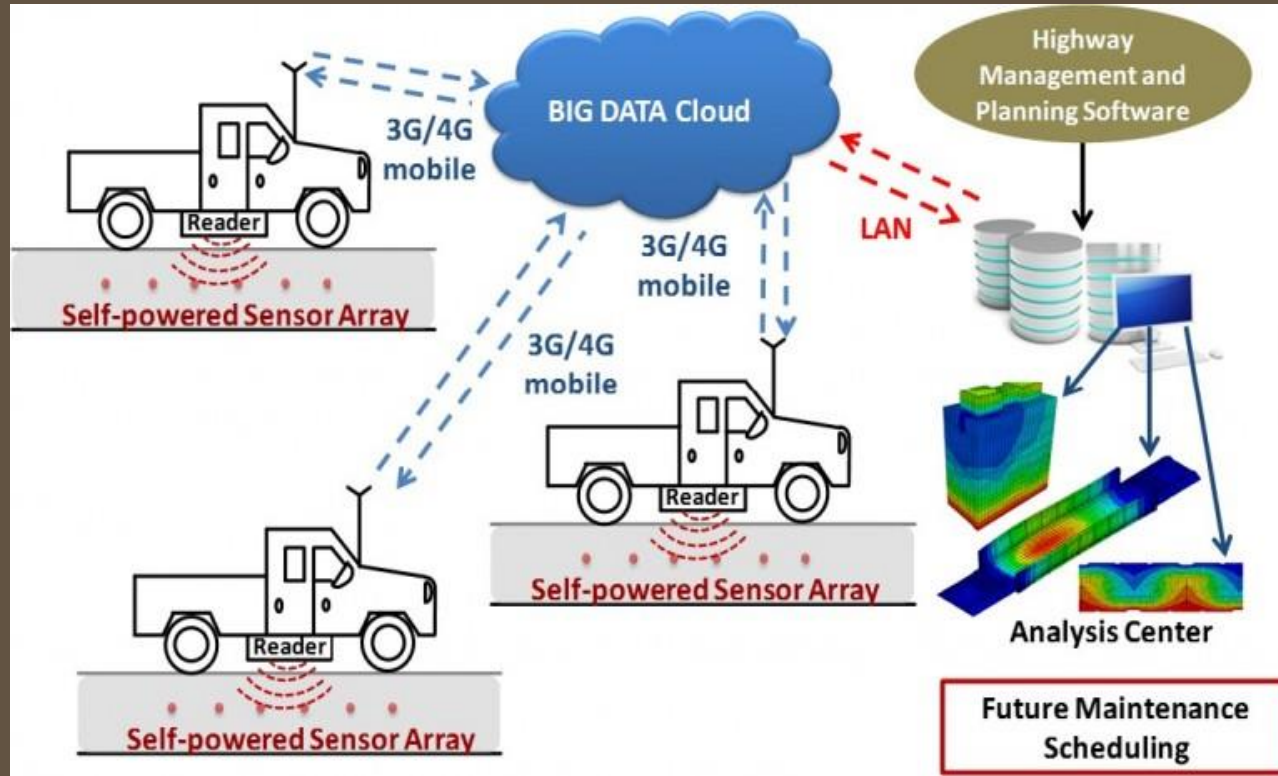 BIG DATA Cloud
Highway
Management and
Planning Software
3G/4G
mobile
Reader
Self-powered Sensor Array
3G/4G
mobile
LAN
3G/4G
mobile
Reader
Self-powered Sensor Array
Reader
Self-powered Sensor Array
Analysis Center
Future Maintenance
Scheduling